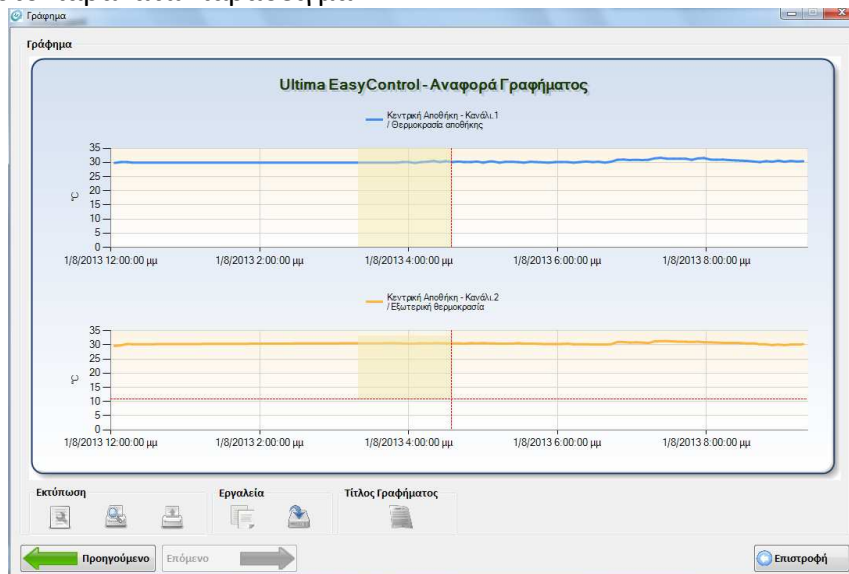 Γράφημα
Γράφημα
Ultima EasyControl - Αναφορά Γραφήματος
Κεντρική Αποθήκη - Κανάλι.1
/ Θερμοκρασία αποθήκης
35
30
25
20
15
10
5
0
°C
1/8/2013 12:00:00 μμ 1/8/2013 2:00:00 μμ 1/8/2013 4:00:00 μμ 1/8/2013 6:00:00 μμ 1/8/2013 8:00:00 μμ
Κεντρική Αποθήκη - Κανάλι.2
/ Εξωτερική θερμοκρασία
35
30
25
20
15
10
5
0
°C
1/8/2013 12:00:00 μμ 1/8/2013 2:00:00 μμ 1/8/2013 4:00:00 μμ 1/8/2013 6:00:00 μμ 1/8/2013 8:00:00 μμ
Εκτύπωση Εργαλεία Τίτλος Γραφήματος
Προηγούμενο Επόμενο Επιστροφή